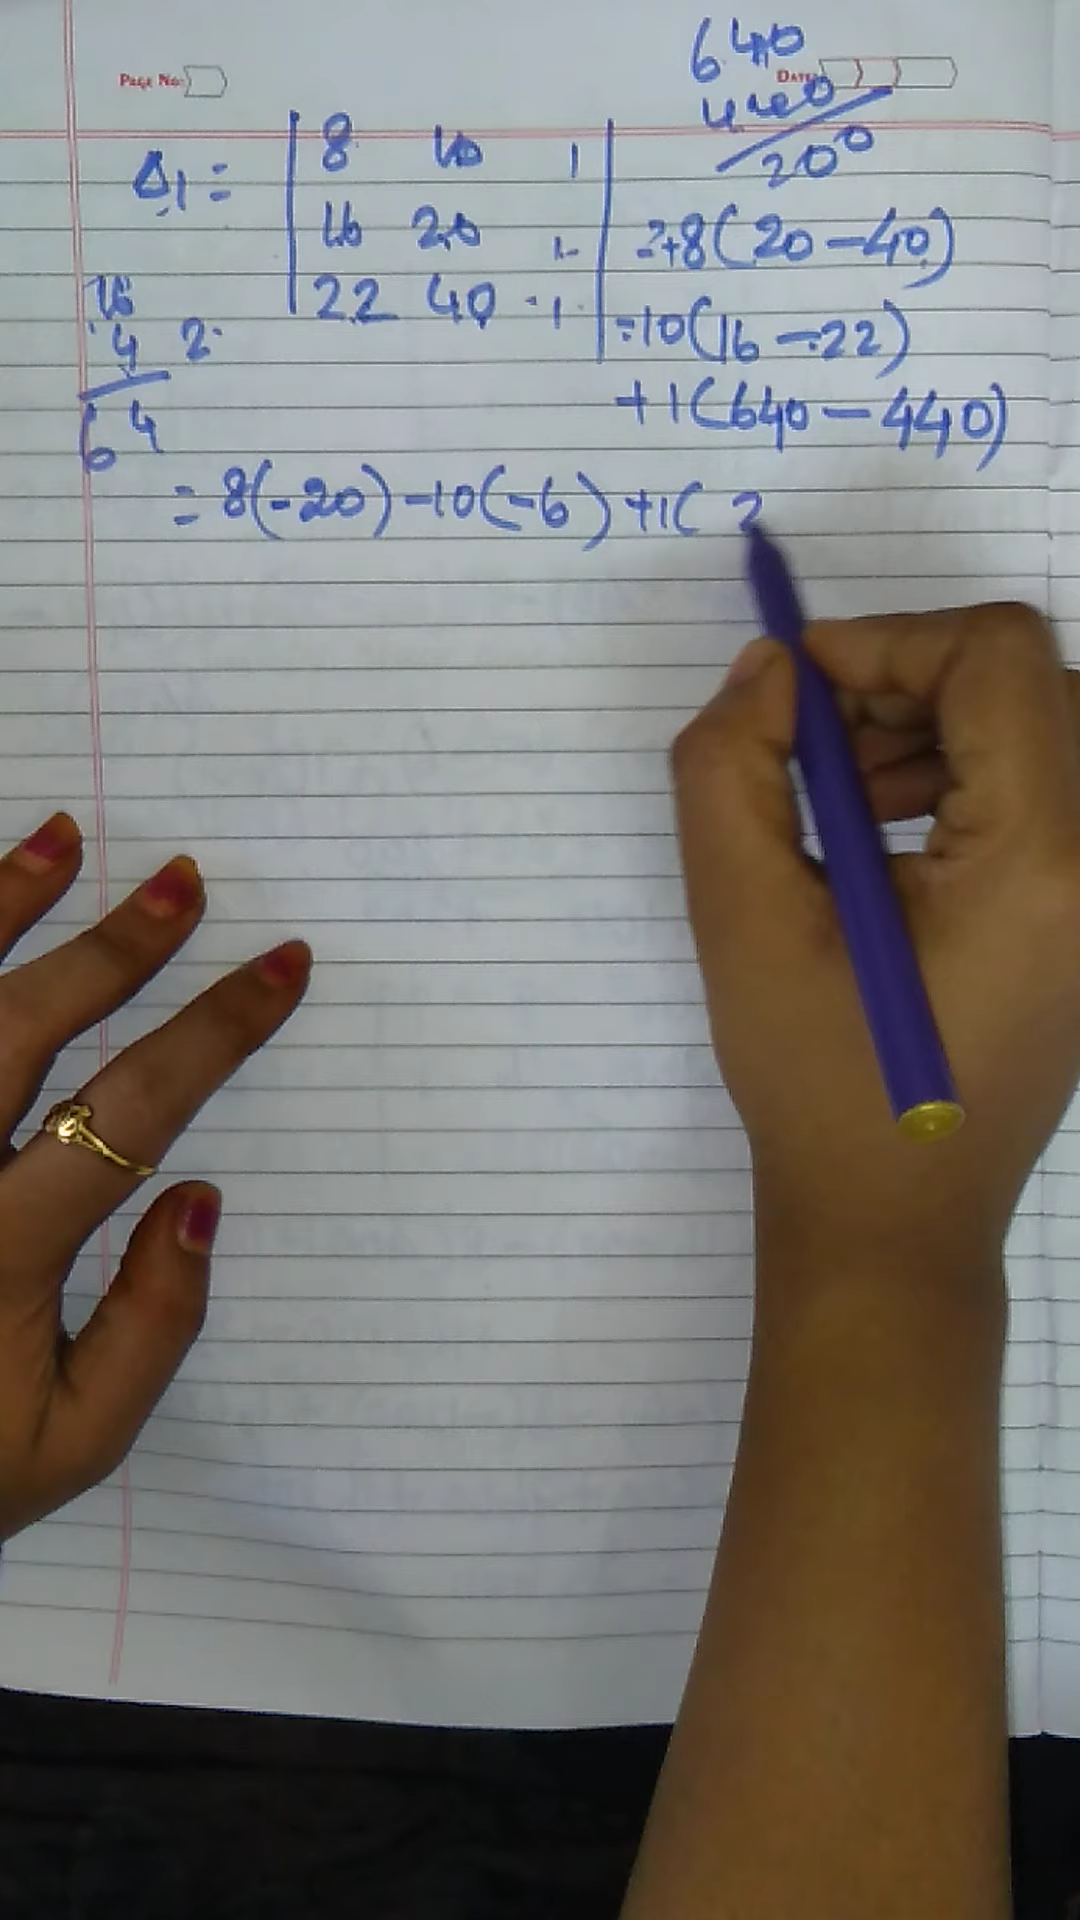 640
PAGE No:
DATE
440
200
Δ1 = | 8 10 1 |
| 16 20 1 | = +8(20-40)
| 22 40 1 | -10(16-22)
16
4 2
64
+1(640-440)
= 8(-20)-10(-6)+1( 2